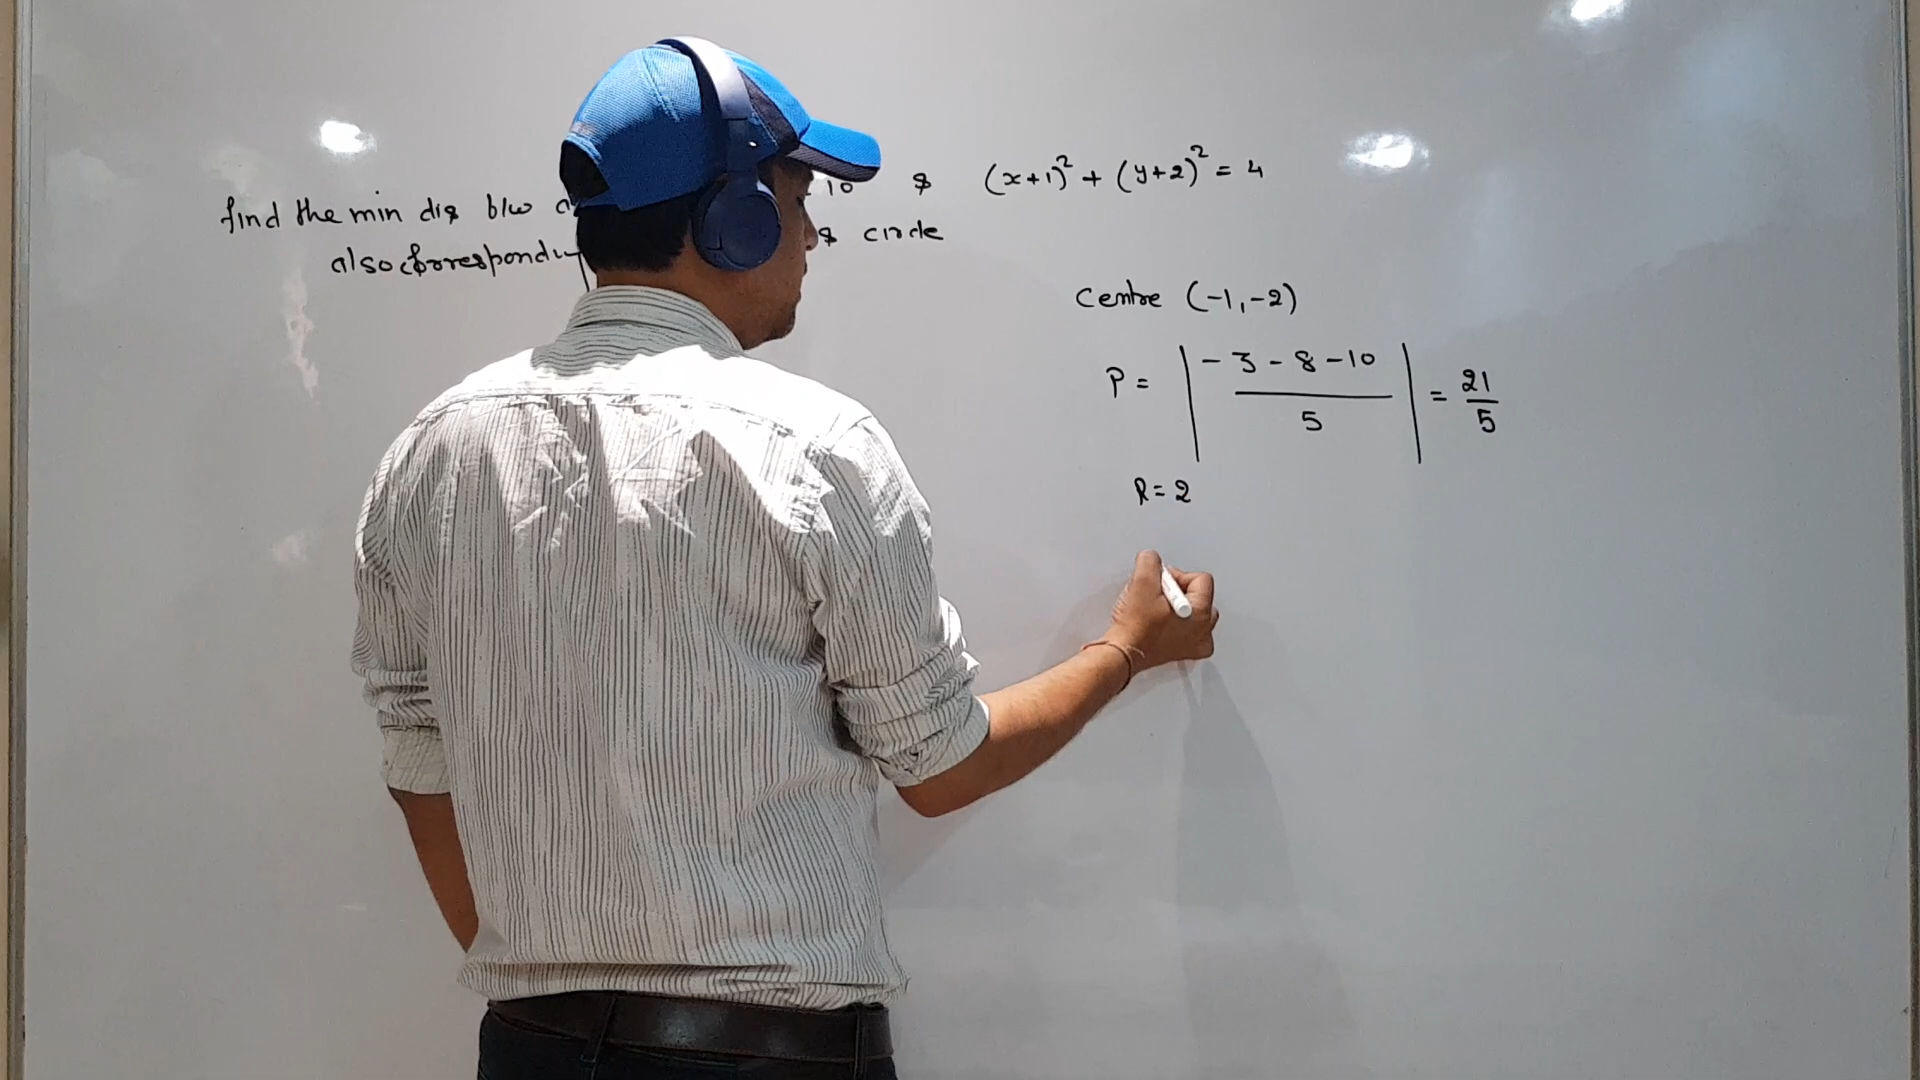 find the min dis b/w 10 & (x+1)² + (y+2)² = 4
also & circle
Centre (-1,-2)
P = | (-3-8-10)/5 | = 21/5
R = 2